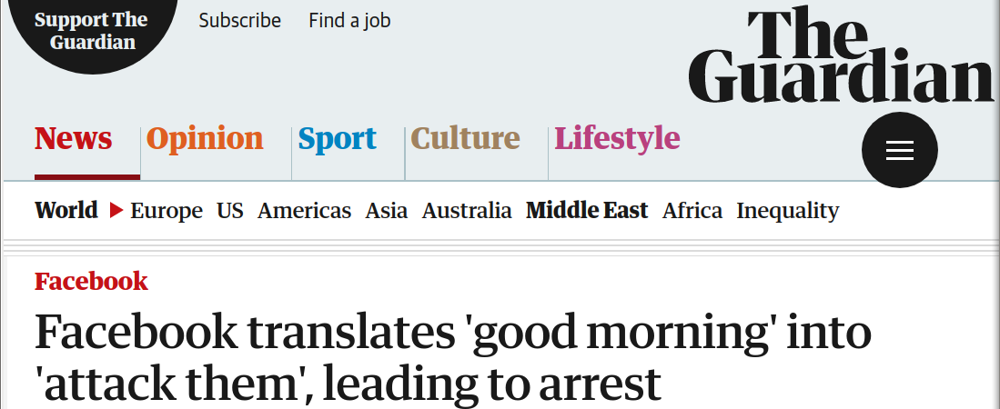 Support The
Guardian
Subscribe Find a job
The
Guardian
News Opinion Sport Culture Lifestyle
World Europe US Americas Asia Australia Middle East Africa Inequality
Facebook
Facebook translates 'good morning' into
'attack them', leading to arrest